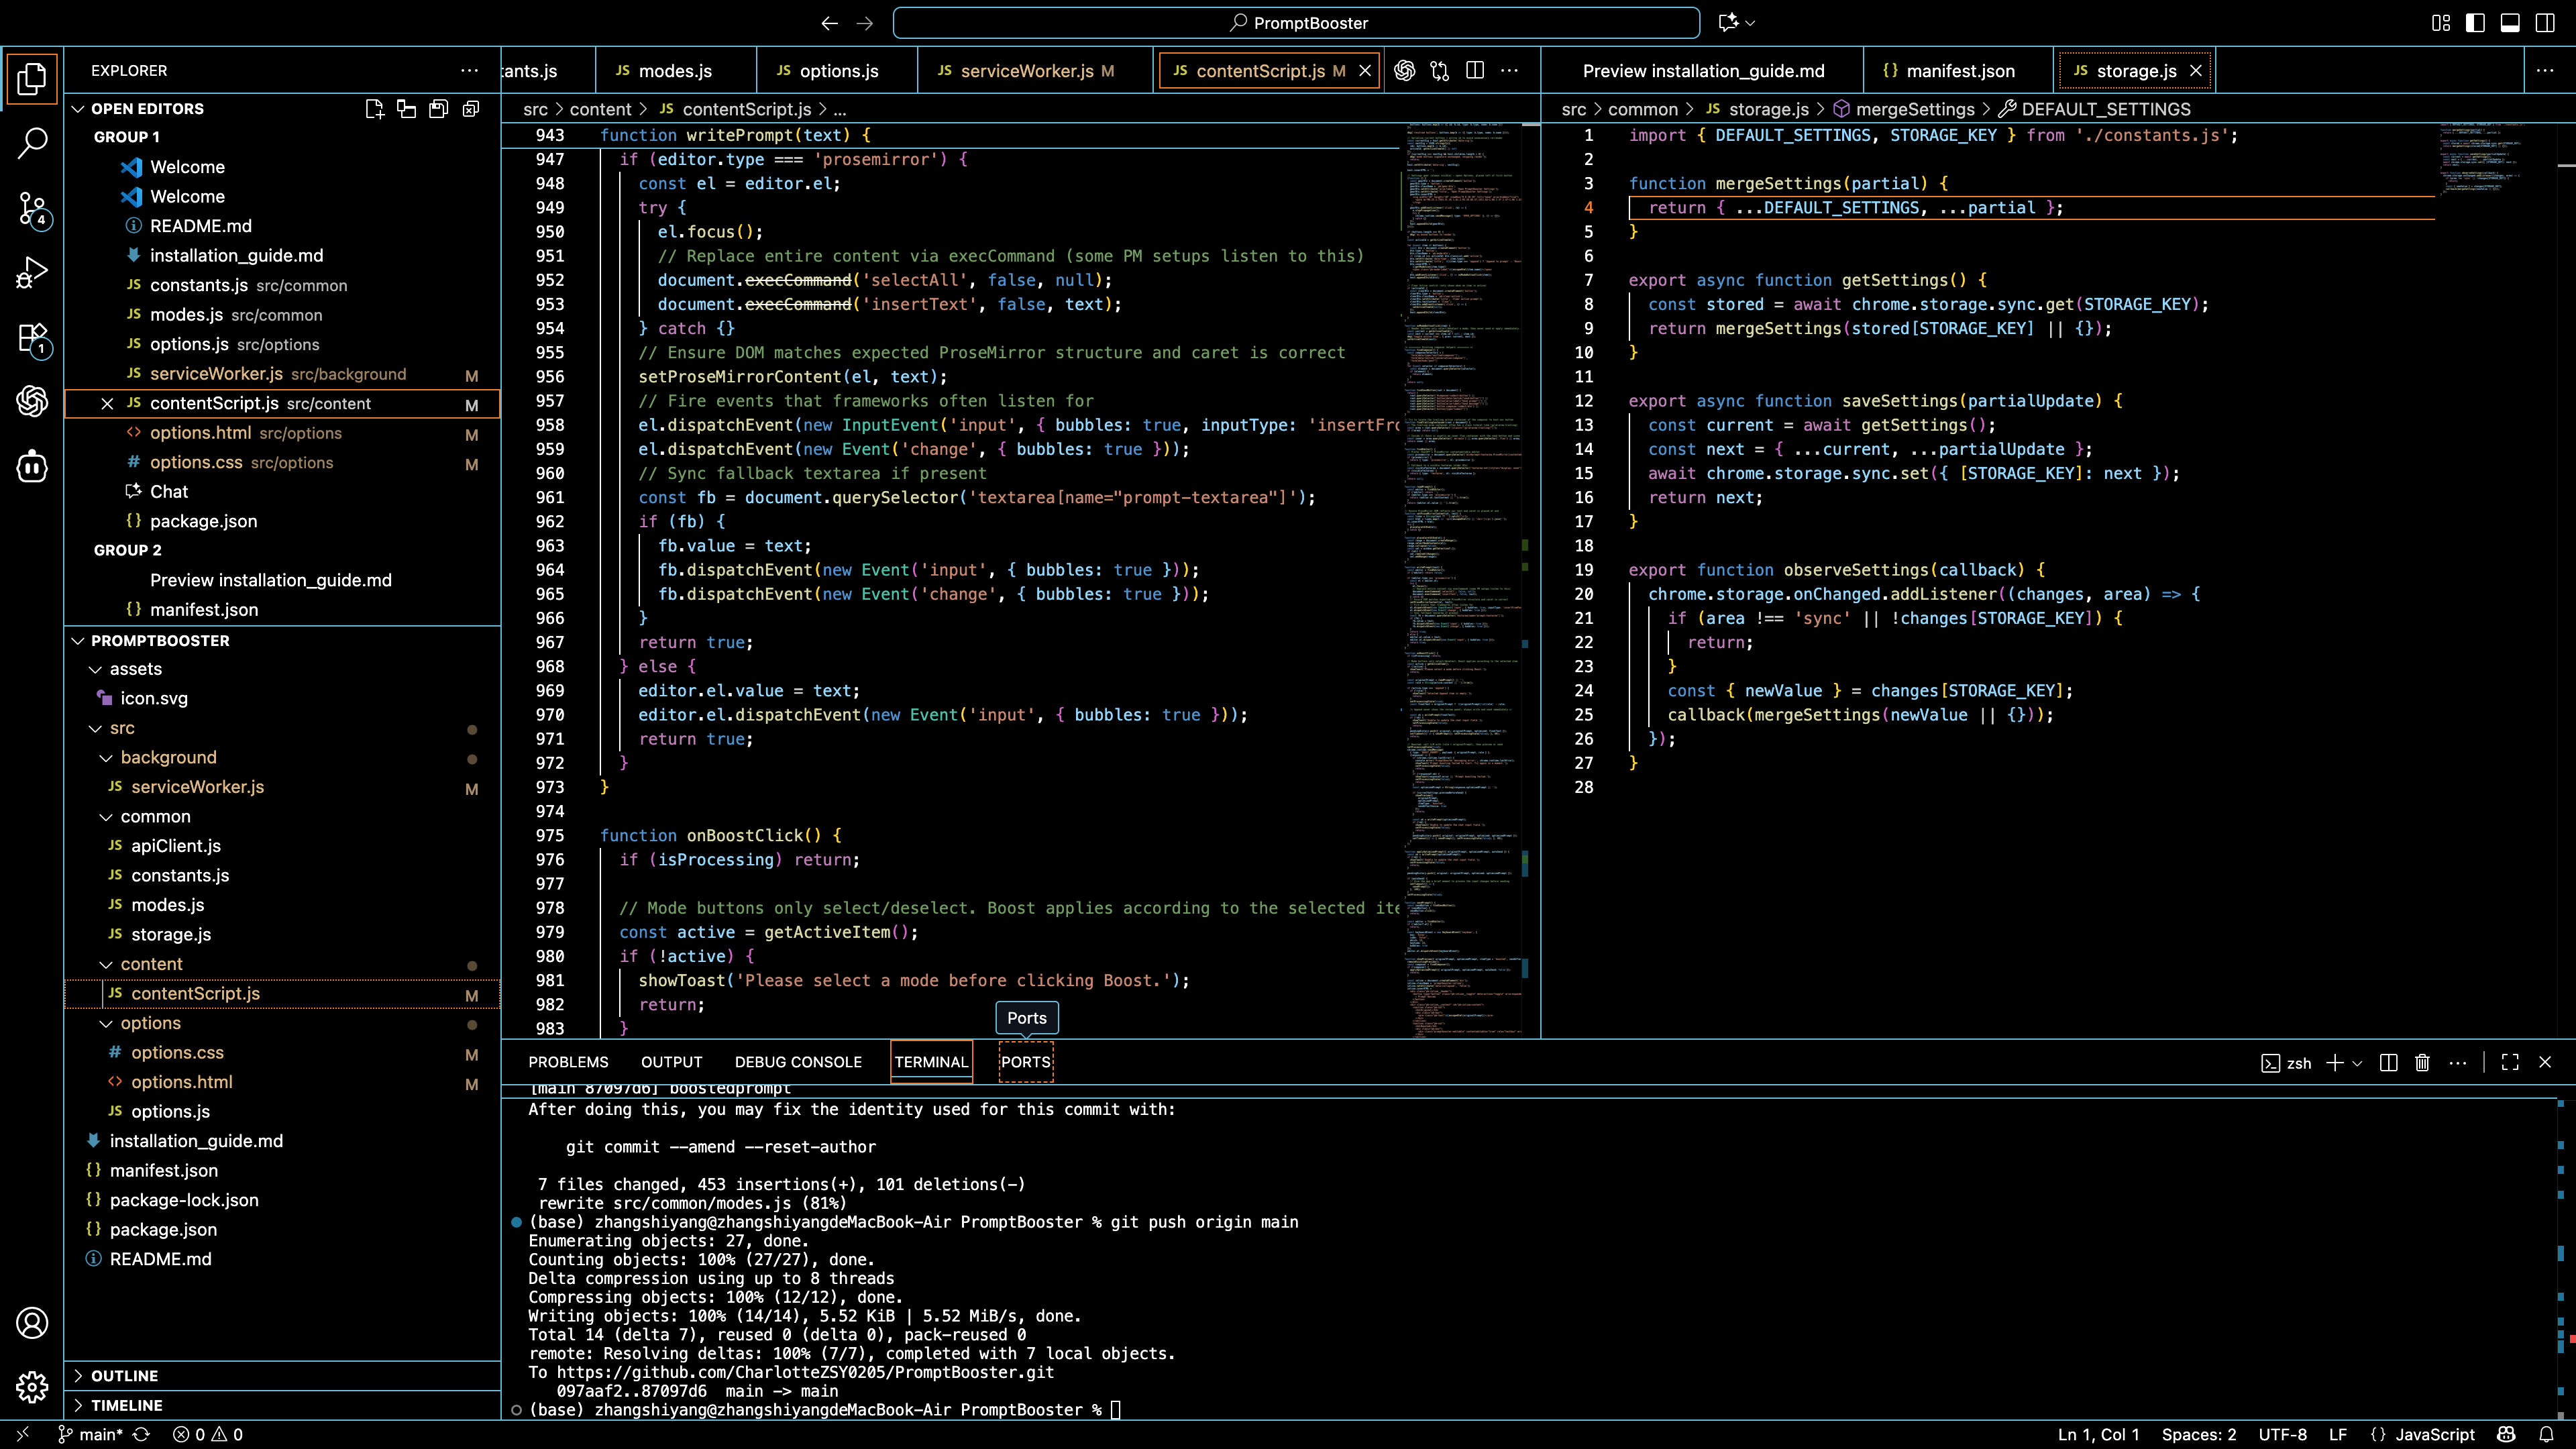 PromptBooster
EXPLORER
OPEN EDITORS
GROUP 1
Welcome
Welcome
README.md
installation_guide.md
JS constants.js src/common
JS modes.js src/common
JS options.js src/options
JS serviceWorker.js src/background M
JS contentScript.js src/content M
<> options.html src/options M
# options.css src/options M
Chat
{} package.json
GROUP 2
Preview installation_guide.md
{} manifest.json
PROMPTBOOSTER
assets
icon.svg
src
background
JS serviceWorker.js M
common
JS apiClient.js
JS constants.js
JS modes.js
JS storage.js
content
JS contentScript.js M
options
# options.css M
<> options.html M
JS options.js
installation_guide.md
{} manifest.json
{} package-lock.json
{} package.json
README.md
OUTLINE
TIMELINE
4
1
tants.js
JS modes.js
JS options.js
JS serviceWorker.js M
JS contentScript.js M
src > content > JS contentScript.js > ...
943 function writePrompt(text) {
947 if (editor.type === 'prosemirror') {
948 const el = editor.el;
949 try {
950 el.focus();
951 // Replace entire content via execCommand (some PM setups listen to this)
952 document.execCommand('selectAll', false, null);
953 document.execCommand('insertText', false, text);
954 } catch {}
955 // Ensure DOM matches expected ProseMirror structure and caret is correct
956 setProseMirrorContent(el, text);
957 // Fire events that frameworks often listen for
958 el.dispatchEvent(new InputEvent('input', { bubbles: true, inputType: 'insertFro
959 el.dispatchEvent(new Event('change', { bubbles: true }));
960 // Sync fallback textarea if present
961 const fb = document.querySelector('textarea[name="prompt-textarea"]');
962 if (fb) {
963 fb.value = text;
964 fb.dispatchEvent(new Event('input', { bubbles: true }));
965 fb.dispatchEvent(new Event('change', { bubbles: true }));
966 }
967 return true;
968 } else {
969 editor.el.value = text;
970 editor.el.dispatchEvent(new Event('input', { bubbles: true }));
971 return true;
972 }
973 }
974
975 function onBoostClick() {
976 if (isProcessing) return;
977
978 // Mode buttons only select/deselect. Boost applies according to the selected ite
979 const active = getActiveItem();
980 if (!active) {
981 showToast('Please select a mode before clicking Boost.');
982 return;
983 }
Preview installation_guide.md
{} manifest.json
JS storage.js
src > common > JS storage.js > mergeSettings > DEFAULT_SETTINGS
1 import { DEFAULT_SETTINGS, STORAGE_KEY } from './constants.js';
2
3 function mergeSettings(partial) {
4 return { ...DEFAULT_SETTINGS, ...partial };
5 }
6
7 export async function getSettings() {
8 const stored = await chrome.storage.sync.get(STORAGE_KEY);
9 return mergeSettings(stored[STORAGE_KEY] || {});
10 }
11
12 export async function saveSettings(partialUpdate) {
13 const current = await getSettings();
14 const next = { ...current, ...partialUpdate };
15 await chrome.storage.sync.set({ [STORAGE_KEY]: next });
16 return next;
17 }
18
19 export function observeSettings(callback) {
20 chrome.storage.onChanged.addListener((changes, area) => {
21 if (area !== 'sync' || !changes[STORAGE_KEY]) {
22 return;
23 }
24 const { newValue } = changes[STORAGE_KEY];
25 callback(mergeSettings(newValue || {}));
26 });
27 }
28
Ports
PROBLEMS OUTPUT DEBUG CONSOLE TERMINAL PORTS
zsh
[main 87097d6] boostedprompt
After doing this, you may fix the identity used for this commit with:
git commit --amend --reset-author
7 files changed, 453 insertions(+), 101 deletions(-)
rewrite src/common/modes.js (81%)
(base) zhangshiyang@zhangshiyangdeMacBook-Air PromptBooster % git push origin main
Enumerating objects: 27, done.
Counting objects: 100% (27/27), done.
Delta compression using up to 8 threads
Compressing objects: 100% (12/12), done.
Writing objects: 100% (14/14), 5.52 KiB | 5.52 MiB/s, done.
Total 14 (delta 7), reused 0 (delta 0), pack-reused 0
remote: Resolving deltas: 100% (7/7), completed with 7 local objects.
To https://github.com/CharlotteZSY0205/PromptBooster.git
097aaf2..87097d6 main -> main
(base) zhangshiyang@zhangshiyangdeMacBook-Air PromptBooster %
main* 0 0
Ln 1, Col 1 Spaces: 2 UTF-8 LF {} JavaScript